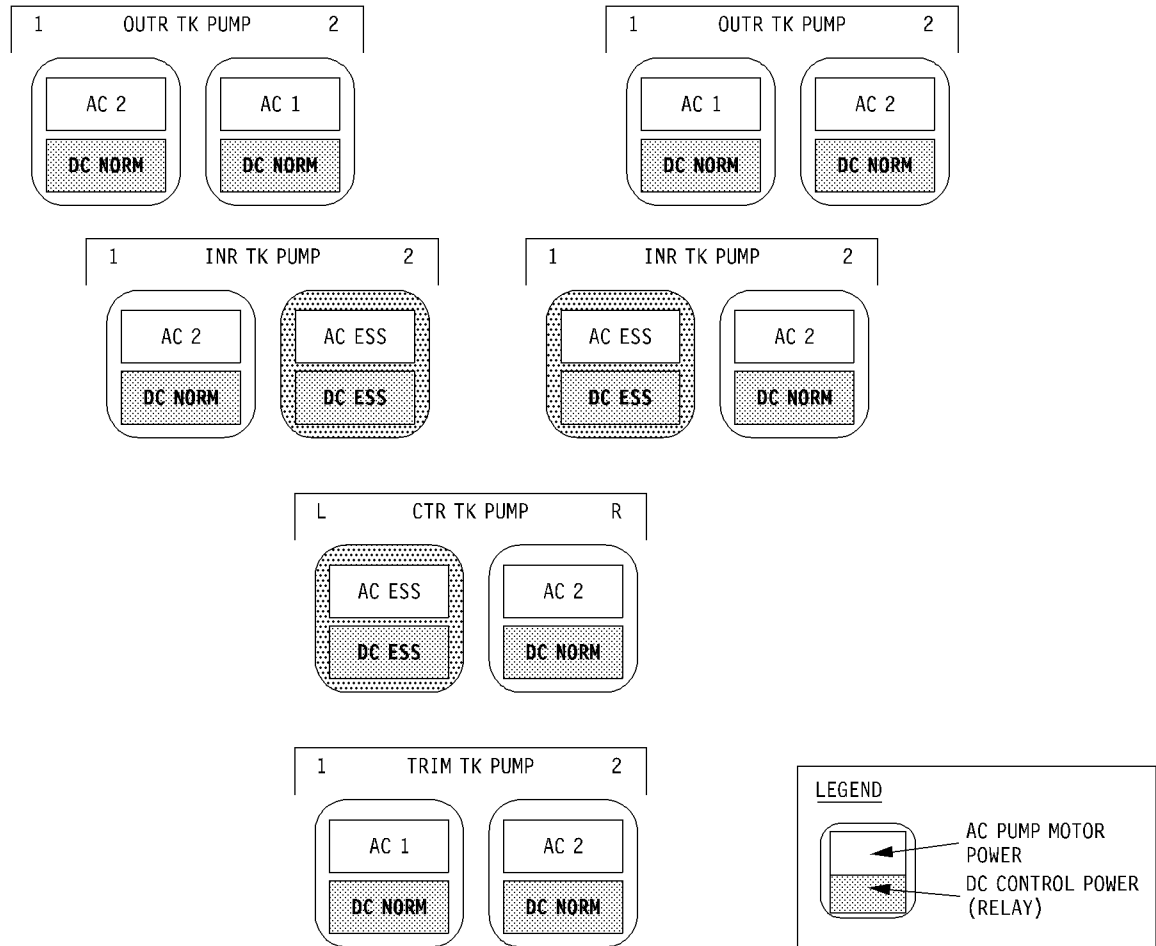 1 OUTR TK PUMP 2 1 OUTR TK PUMP 2
AC 2 AC 1 AC 1 AC 2
DC NORM DC NORM DC NORM DC NORM
1 INR TK PUMP 2 1 INR TK PUMP 2
AC 2 AC ESS AC ESS AC 2
DC NORM DC ESS DC ESS DC NORM
L CTR TK PUMP R
AC ESS AC 2
DC ESS DC NORM
1 TRIM TK PUMP 2
AC 1 AC 2
DC NORM DC NORM
LEGEND
AC PUMP MOTOR
POWER
DC CONTROL POWER
(RELAY)